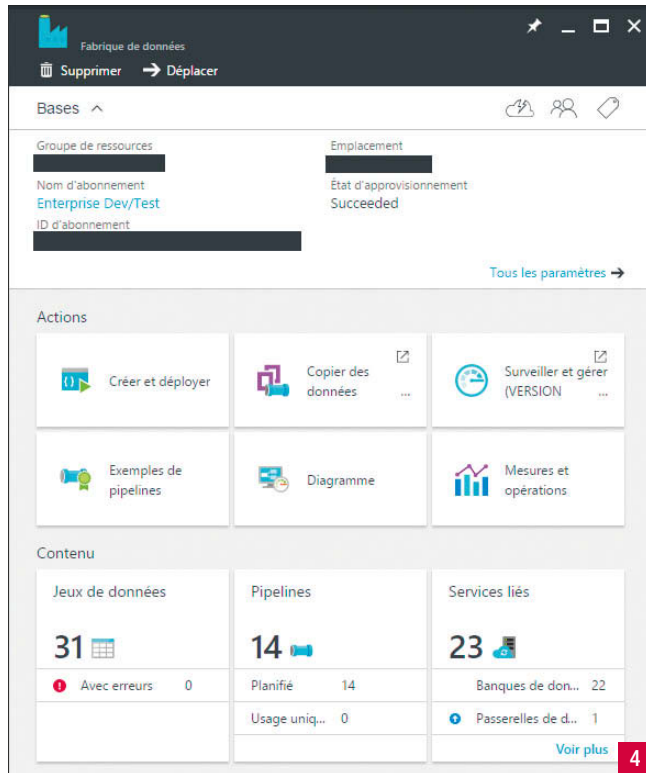 Fabrique de données
Supprimer Déplacer
Bases
Groupe de ressources
Emplacement
Nom d'abonnement
Enterprise Dev/Test
État d'approvisionnement
Succeeded
ID d'abonnement
Tous les paramètres
Actions
Créer et déployer
Copier des
données ...
Surveiller et gérer
(VERSION ...
Exemples de
pipelines
Diagramme
Mesures et
opérations
Contenu
Jeux de données
31
Avec erreurs 0
Pipelines
14
Planifié 14
Usage uniq... 0
Services liés
23
Banques de don... 22
Passerelles de d... 1
Voir plus
4